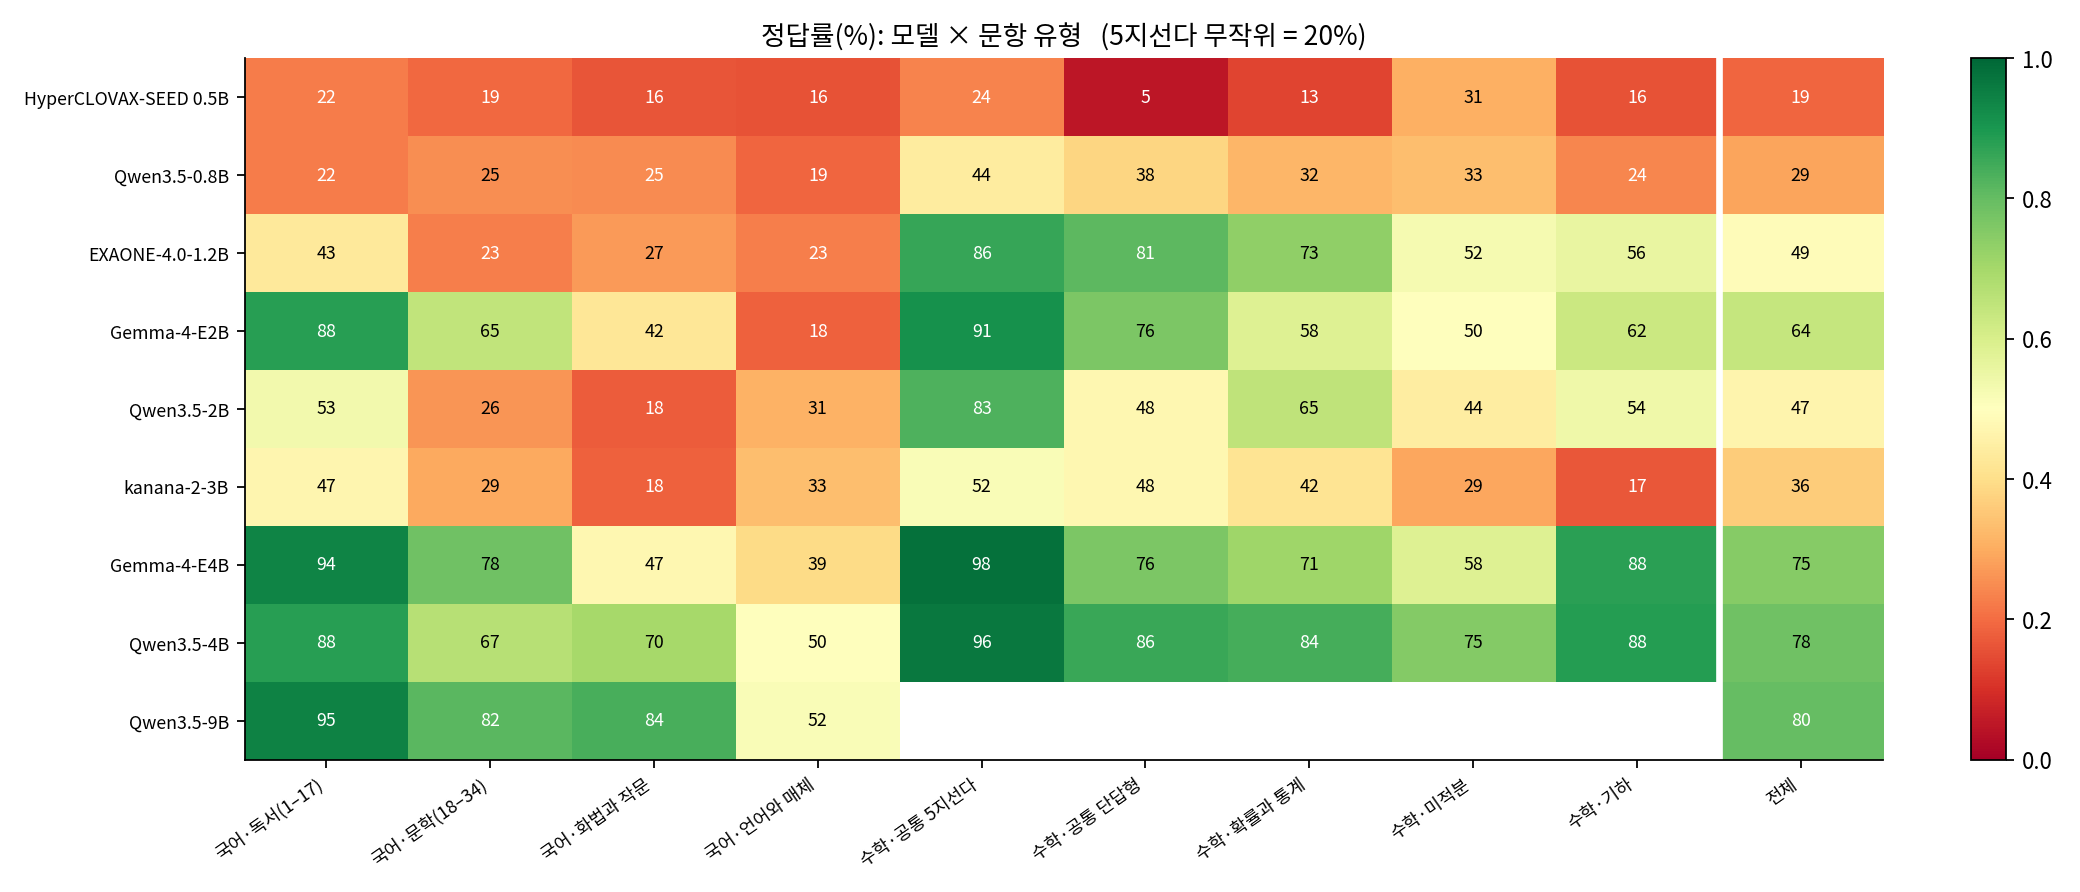 정답률(%): 모델 × 문항 유형 (5지선다 무작위 = 20%)
HyperCLOVAX-SEED 0.5B 22 19 16 16 24 5 13 31 16 19
Qwen3.5-0.8B 22 25 25 19 44 38 32 33 24 29
EXAONE-4.0-1.2B 43 23 27 23 86 81 73 52 56 49
Gemma-4-E2B 88 65 42 18 91 76 58 50 62 64
Qwen3.5-2B 53 26 18 31 83 48 65 44 54 47
kanana-2-3B 47 29 18 33 52 48 42 29 17 36
Gemma-4-E4B 94 78 47 39 98 76 71 58 88 75
Qwen3.5-4B 88 67 70 50 96 86 84 75 88 78
Qwen3.5-9B 95 82 84 52 80
국어·독서(1–17)
국어·문학(18–34)
국어·화법과 작문
국어·언어와 매체
수학·공통 5지선다
수학·공통 단답형
수학·확률과 통계
수학·미적분
수학·기하
전체
1.0
0.8
0.6
0.4
0.2
0.0